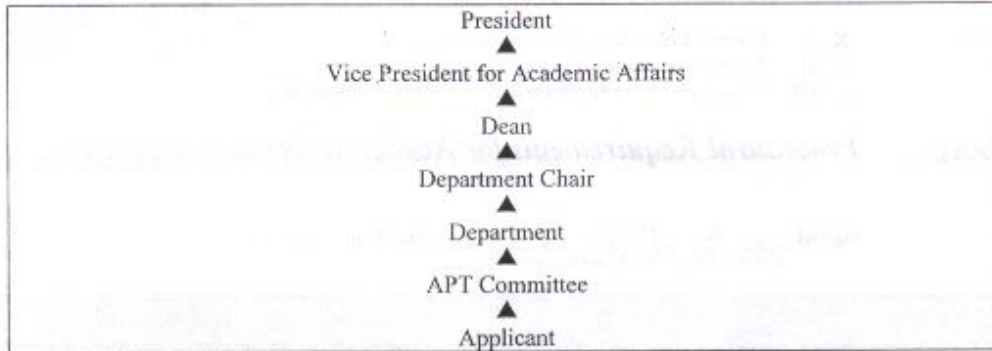 President
▲
Vice President for Academic Affairs
▲
Dean
▲
Department Chair
▲
Department
▲
APT Committee
▲
Applicant